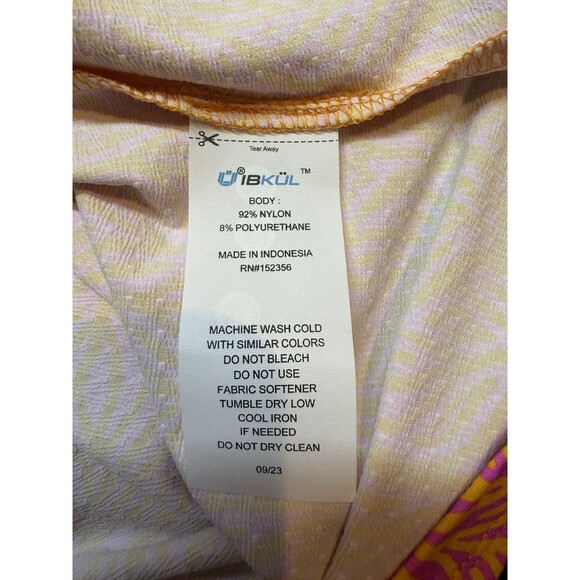 Tear Away
Ü® IBKÜL™
BODY :
92% NYLON
8% POLYURETHANE
MADE IN INDONESIA
RN#152356
MACHINE WASH COLD
WITH SIMILAR COLORS
DO NOT BLEACH
DO NOT USE
FABRIC SOFTENER
TUMBLE DRY LOW
COOL IRON
IF NEEDED
DO NOT DRY CLEAN
09/23